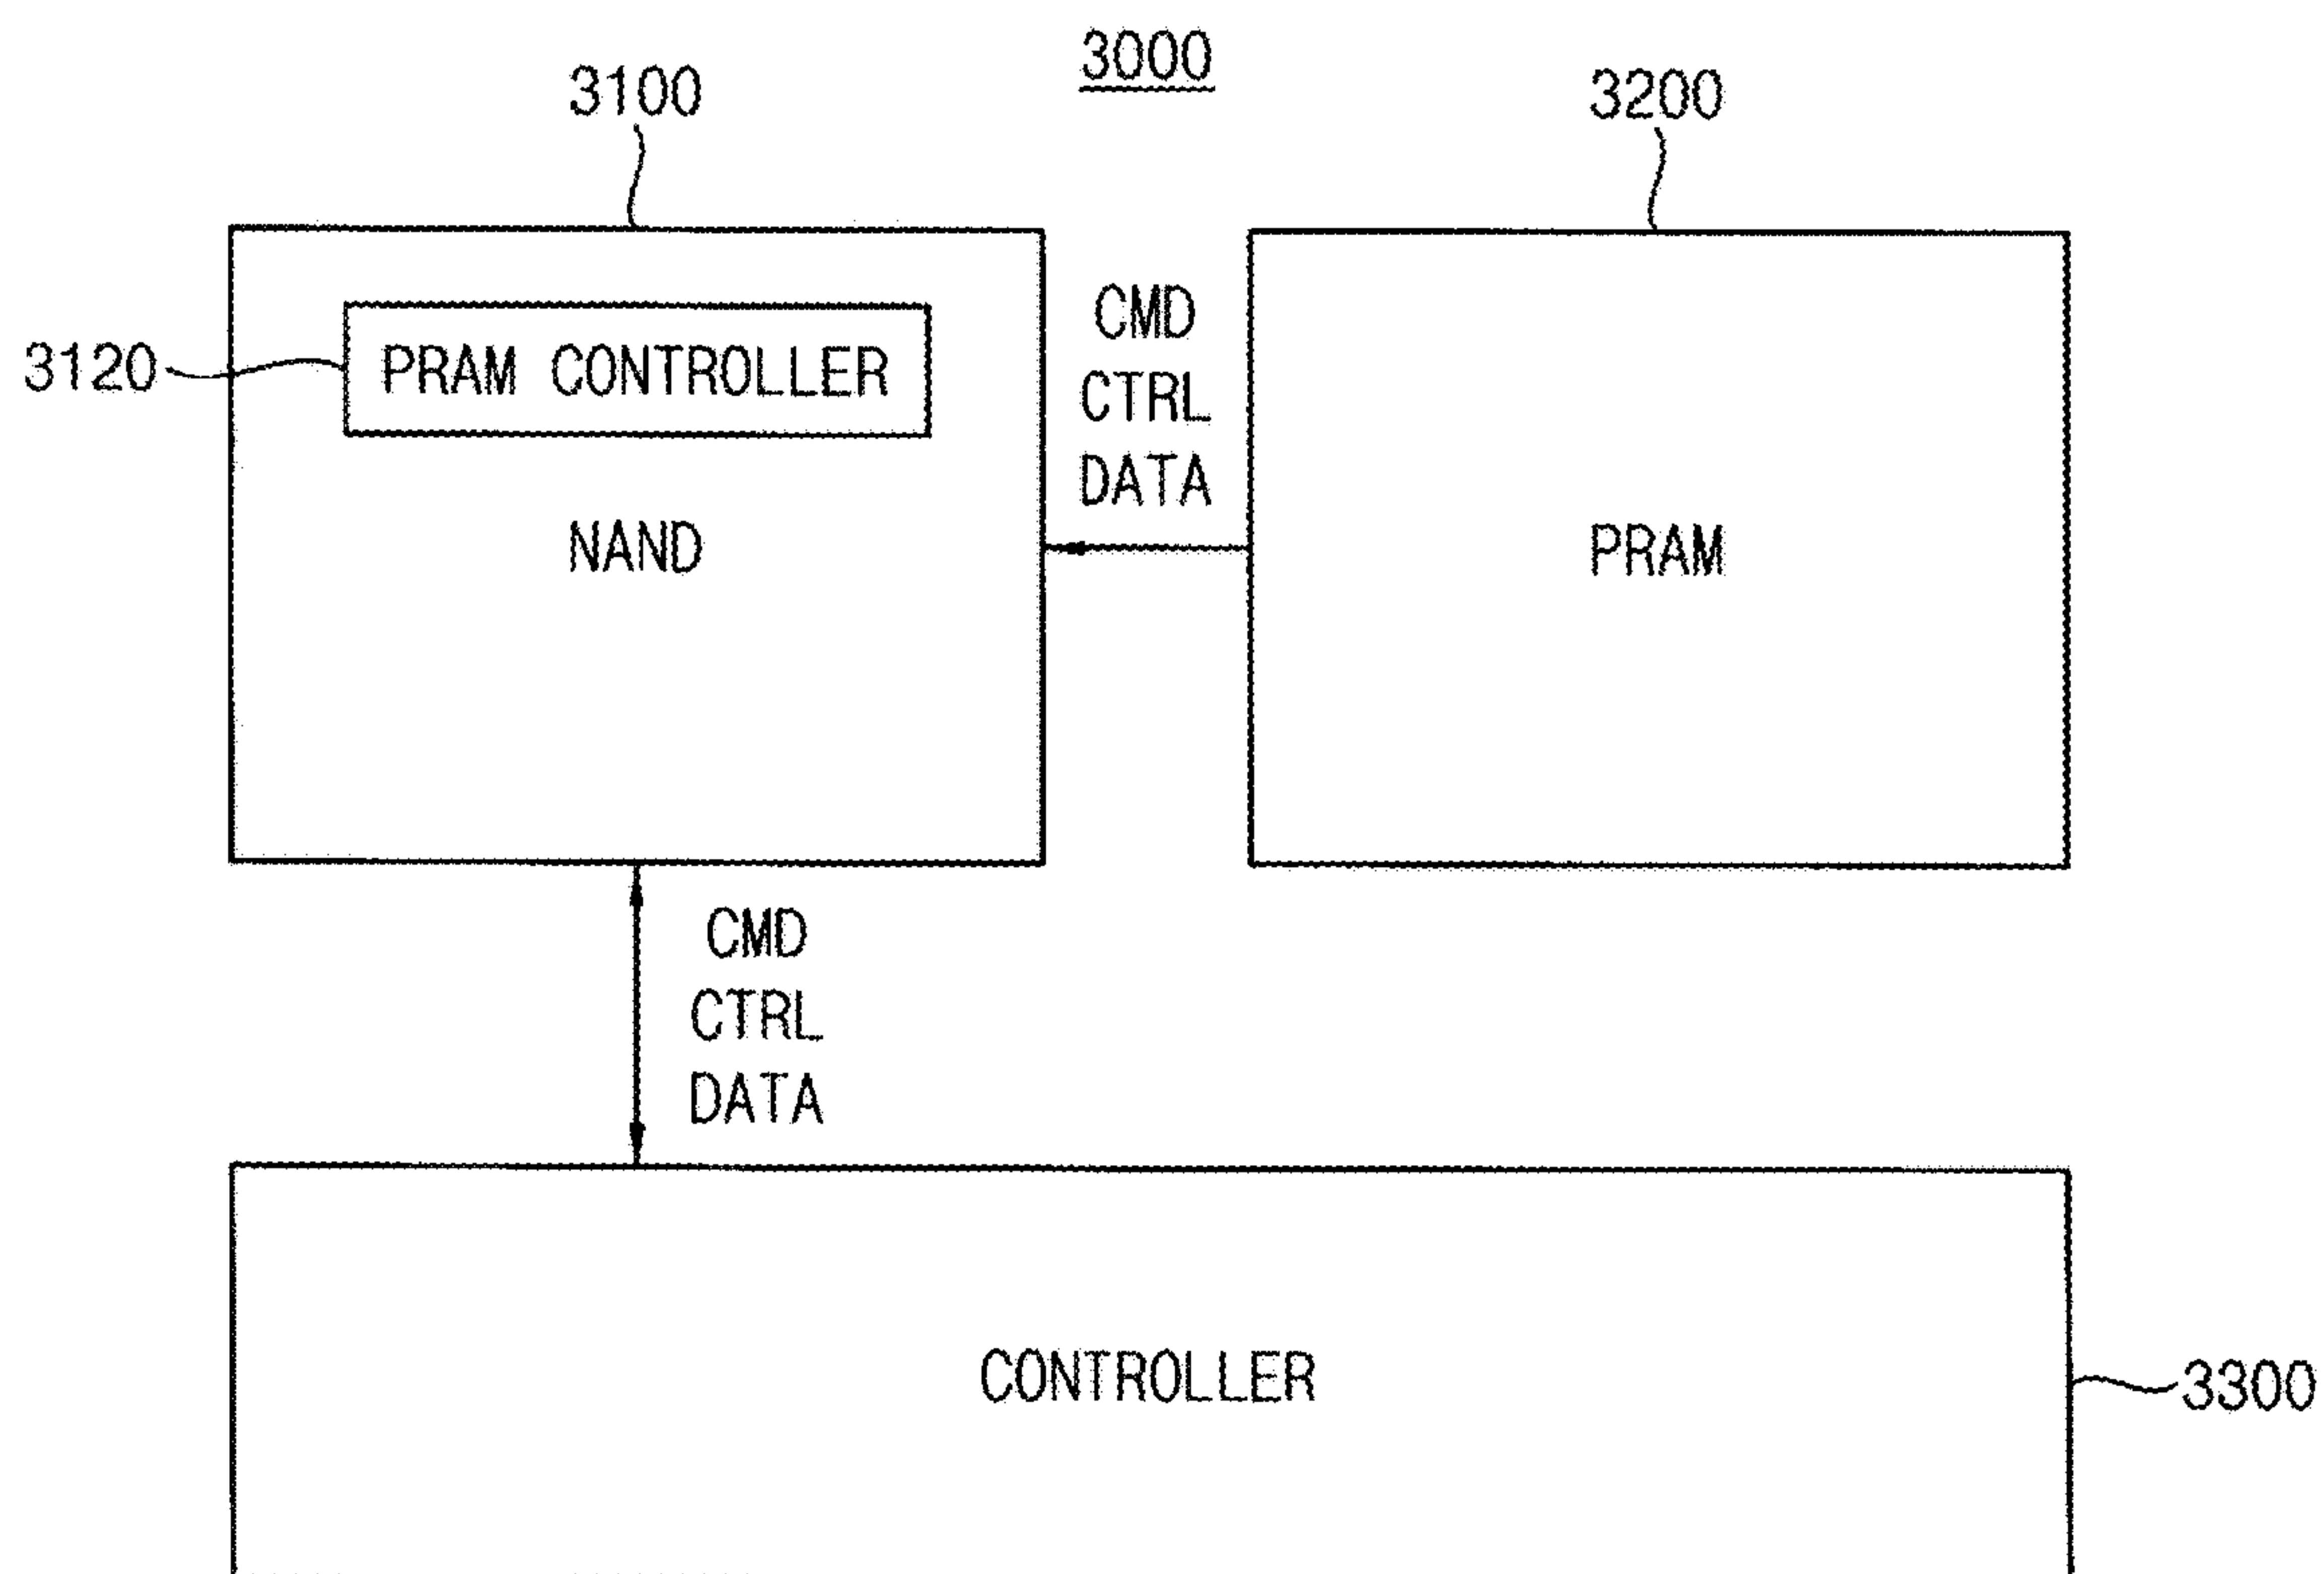 3000
3100
3200
CMD
CTRL
DATA
3120
PRAM CONTROLLER
NAND
PRAM
CMD
CTRL
DATA
CONTROLLER
3300